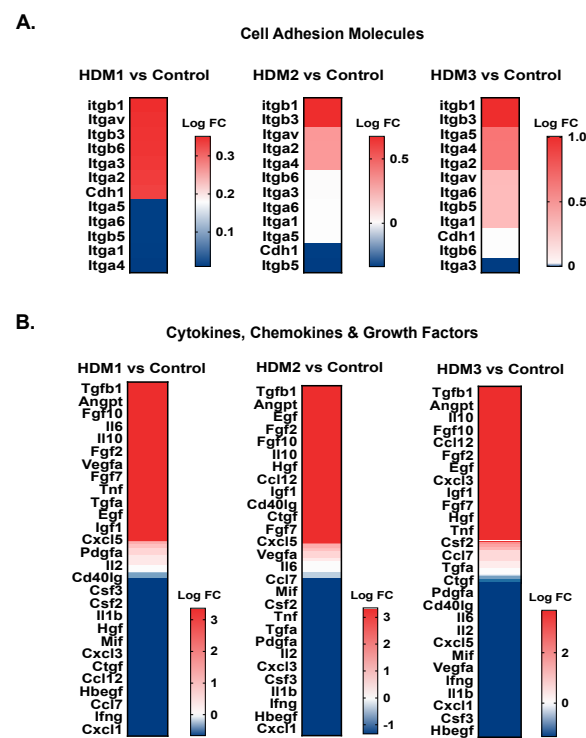 A.
Cell Adhesion Molecules
HDM1 vs Control
itgb1
Itgav
Itgb3
Itgb6
Itga3
Itga2
Cdh1
Itga5
Itga6
Itgb5
Itga1
Itga4
Log FC
0.3
0.2
0.1
HDM2 vs Control
itgb1
Itgb3
Itgav
Itga2
Itga4
Itgb6
Itga3
Itga6
Itga1
Itga5
Cdh1
Itgb5
Log FC
0.5
0
HDM3 vs Control
itgb1
Itgb3
Itga5
Itga4
Itga2
Itgav
Itga6
Itgb5
Itga1
Cdh1
Itgb6
Itga3
Log FC
1.0
0.5
0
B.
Cytokines, Chemokines & Growth Factors
HDM1 vs Control
Tgfb1
Angpt
Fgf10
Il6
Il10
Fgf2
Vegfa
Fgf7
Tnf
Tgfa
Egf
Igf1
Cxcl5
Pdgfa
Il2
Cd40lg
Csf3
Csf2
Il1b
Hgf
Mif
Cxcl3
Ctgf
Ccl12
Hbegf
Ccl7
Ifng
Cxcl1
Log FC
3
2
1
0
HDM2 vs Control
Tgfb1
Angpt
Egf
Fgf2
Fgf10
Il10
Hgf
Ccl12
Igf1
Cd40lg
Ctgf
Fgf7
Cxcl5
Vegfa
Il6
Ccl7
Mif
Csf2
Tnf
Tgfa
Pdgfa
Il2
Cxcl3
Csf3
Il1b
Ifng
Hbegf
Cxcl1
Log FC
3
2
1
0
-1
HDM3 vs Control
Tgfb1
Angpt
Il10
Fgf10
Ccl12
Fgf2
Egf
Cxcl3
Igf1
Fgf7
Hgf
Tnf
Csf2
Ccl7
Tgfa
Ctgf
Pdgfa
Cd40lg
Il6
Il2
Cxcl5
Mif
Vegfa
Ifng
Il1b
Cxcl1
Csf3
Hbegf
Log FC
2
0